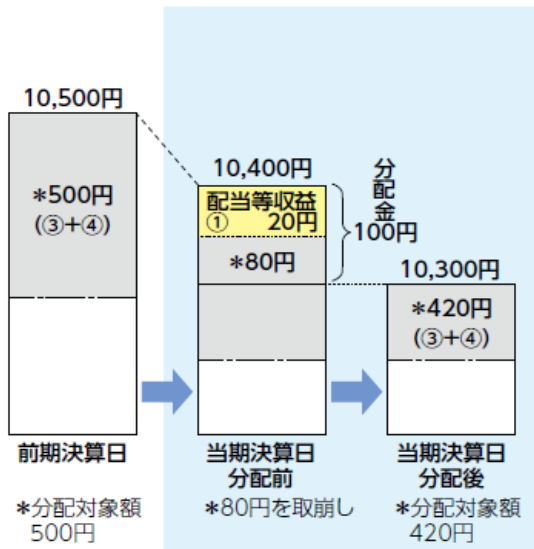 10,500円
*500円
(③+④)
前期決算日
*分配対象額
500円
10,400円
配当等収益
① 20円
*80円
分配金
100円
当期決算日
分配前
*80円を取崩し
10,300円
*420円
(③+④)
当期決算日
分配後
*分配対象額
420円